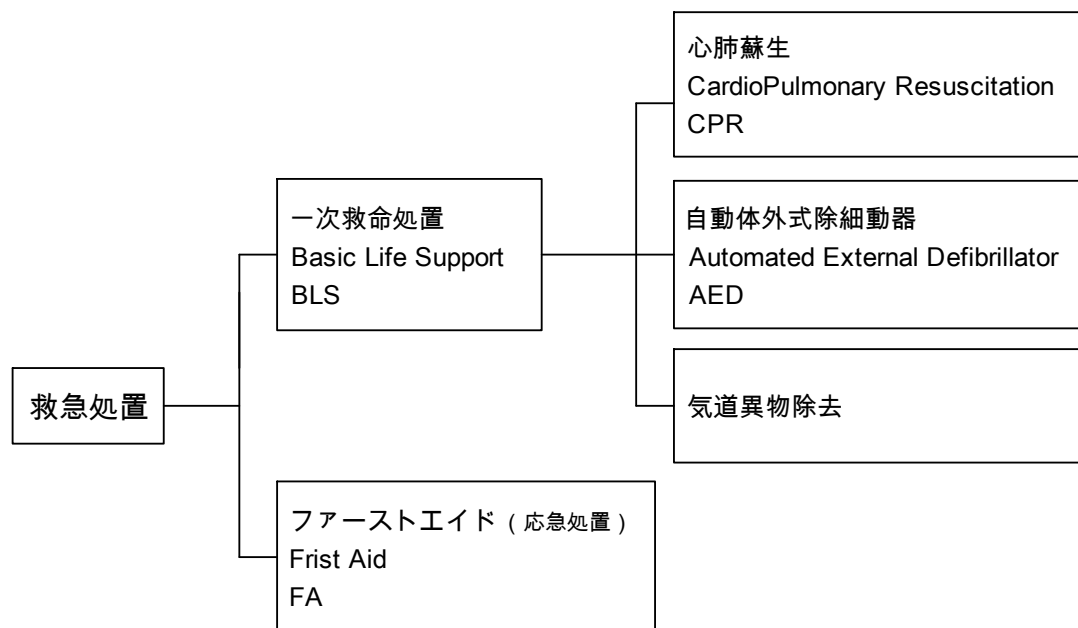 救急処置
一次救命処置
Basic Life Support
BLS
心肺蘇生
CardioPulmonary Resuscitation
CPR
自動体外式除細動器
Automated External Defibrillator
AED
気道異物除去
ファーストエイド（応急処置）
Frist Aid
FA